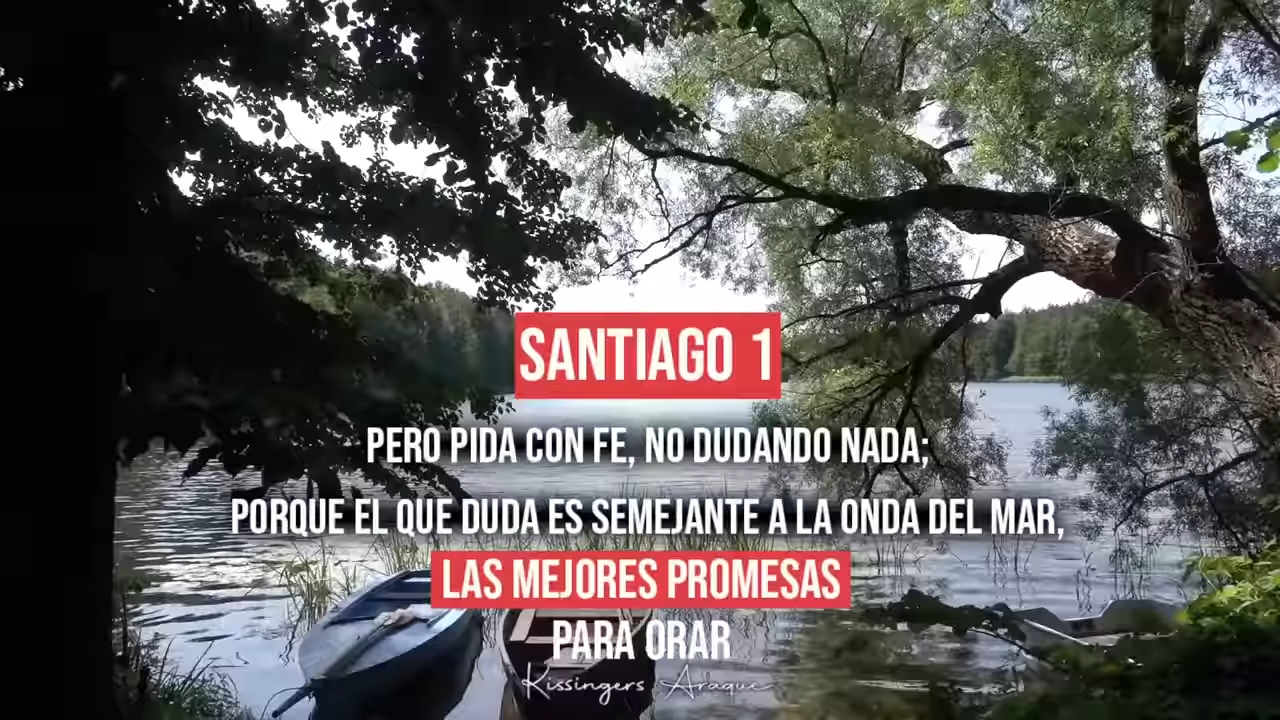 SANTIAGO 1
PERO PIDA CON FE, NO DUDANDO NADA;
PORQUE EL QUE DUDA ES SEMEJANTE A LA ONDA DEL MAR,
LAS MEJORES PROMESAS
PARA ORAR
Kissingers Araque